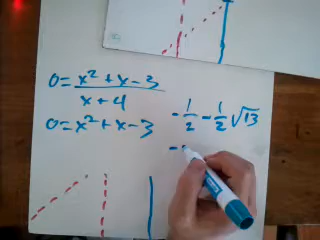 0 = x² + x - 3 / x + 4
0 = x² + x - 3
- 1/2 - 1/2 √13
-